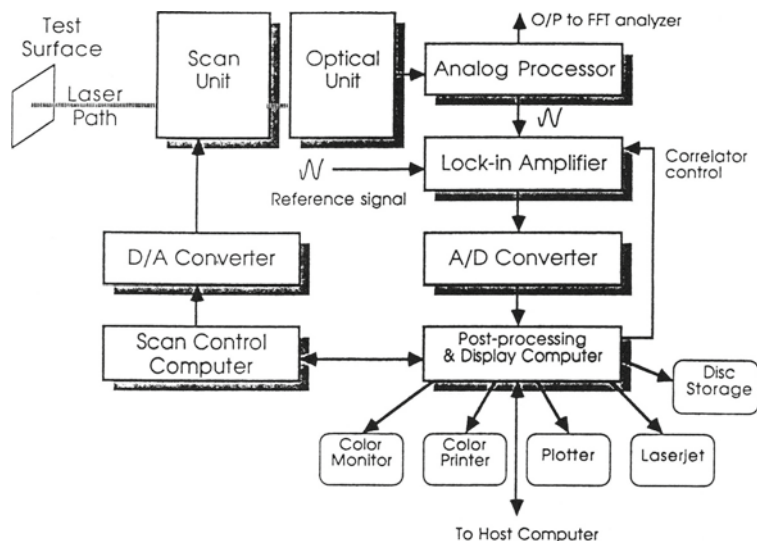 O/P to FFT analyzer
Test
Surface
Scan
Unit
Optical
Unit
Analog Processor
Laser
Path
Lock-in Amplifier
Correlator
control
Reference signal
D/A Converter
A/D Converter
Scan Control
Computer
Post-processing
& Display Computer
Disc
Storage
Color
Monitor
Color
Printer
Plotter
Laserjet
To Host Computer